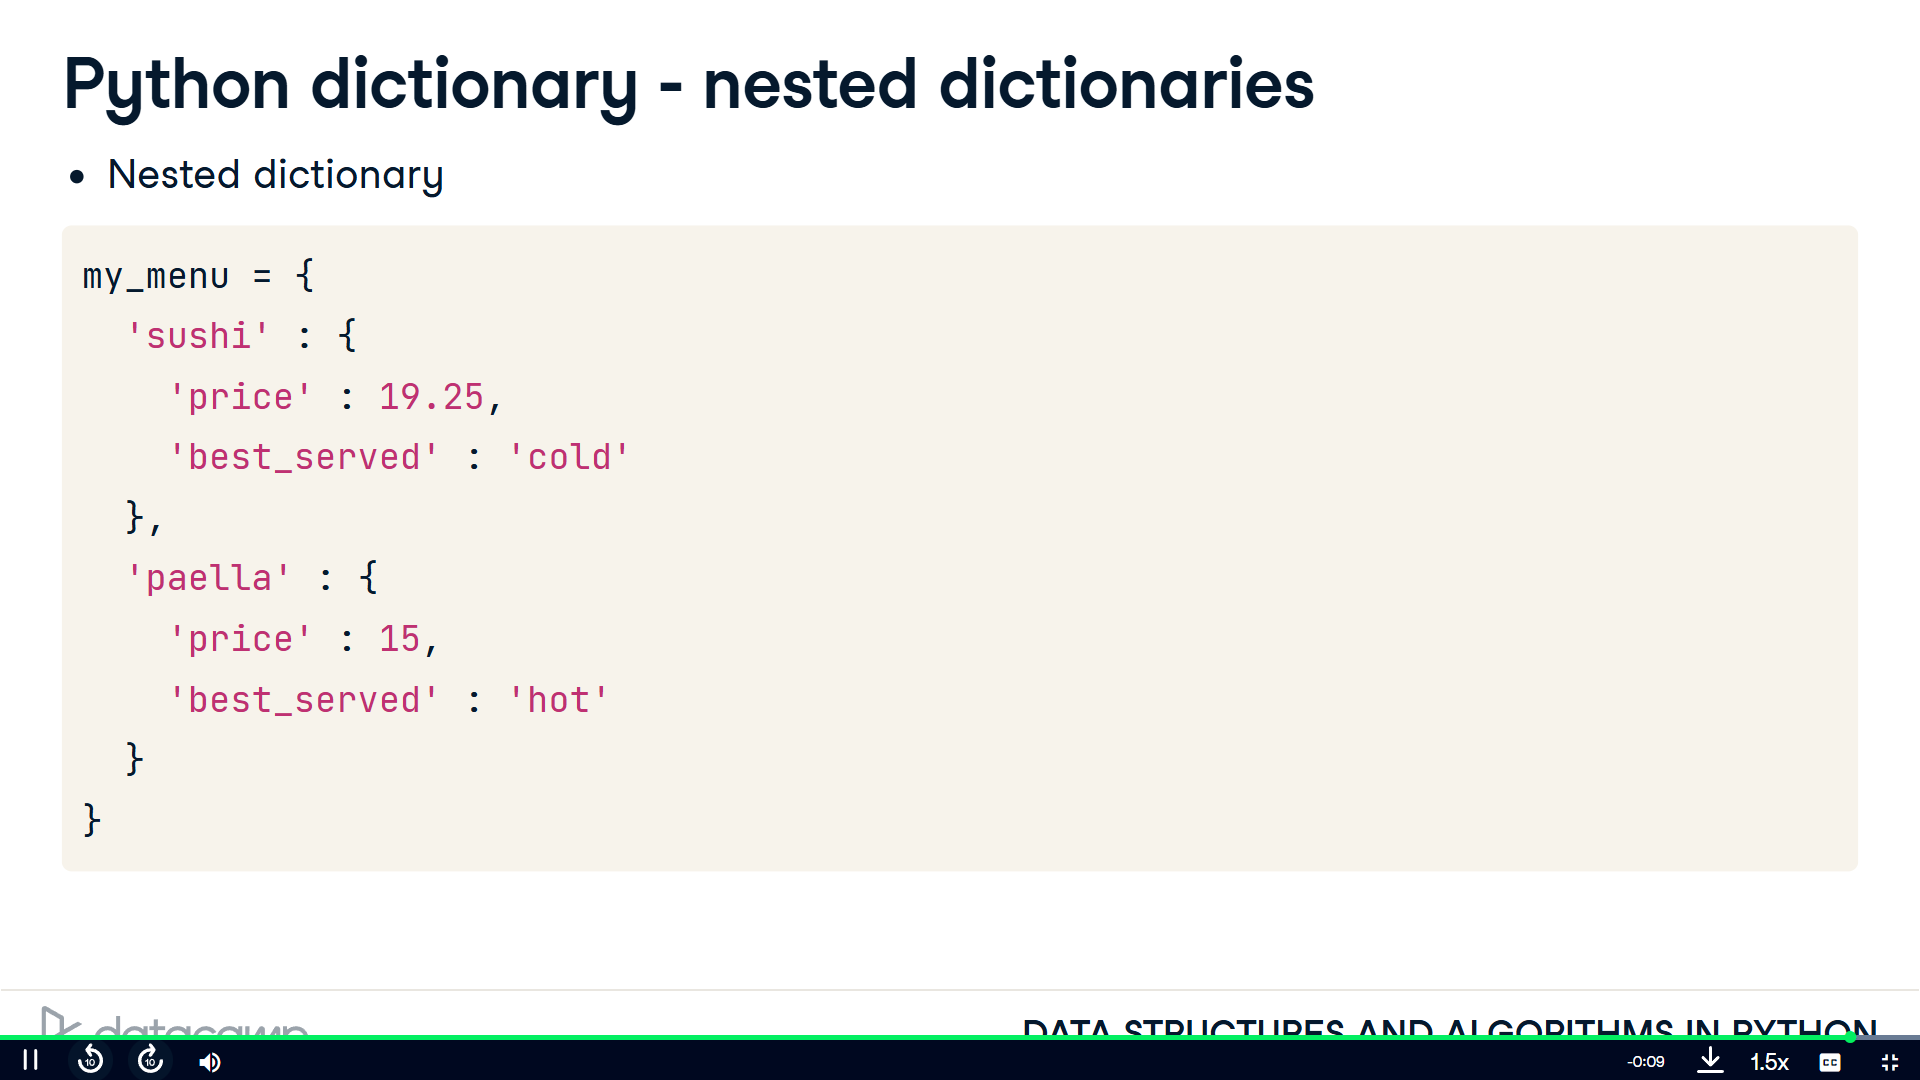 Python dictionary - nested dictionaries
• Nested dictionary
my_menu = {
  'sushi' : {
    'price' : 19.25,
    'best_served' : 'cold'
  },
  'paella' : {
    'price' : 15,
    'best_served' : 'hot'
  }
}
datacamp
DATA STRUCTURES AND ALGORITHMS IN PYTHON
10 10 -0:09 1.5x CC